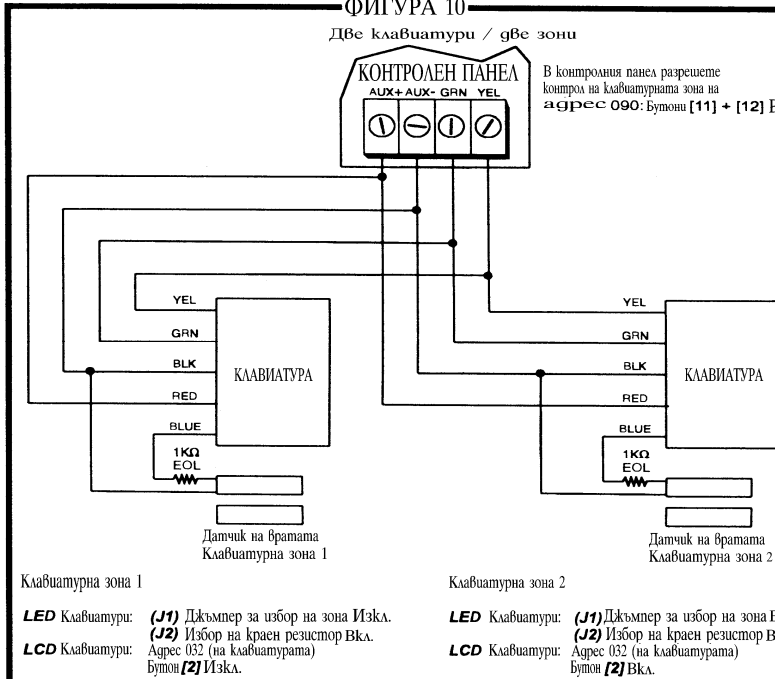 ФИГУРА 10
Две клавиатури / две зони
КОНТРОЛЕН ПАНЕЛ
AUX+ AUX- GRN YEL
В контролния панел разрешете
контрол на клавиатурната зона на
адрес 090: Бутони [11] + [12]
YEL
GRN
BLK
RED
BLUE
КЛАВИАТУРА
1KΩ
EOL
Датчик на вратата
Клавиатурна зона 1
YEL
GRN
BLK
RED
BLUE
КЛАВИАТУРА
1KΩ
EOL
Датчик на вратата
Клавиатурна зона 2
Клавиатурна зона 1
LED Клавиатури: (J1) Джъмпер за избор на зона Изкл.
(J2) Избор на краен резистор Вкл.
LCD Клавиатури: Адрес 032 (на клавиатурата)
Бутон [2] Изкл.
Клавиатурна зона 2
LED Клавиатури: (J1) Джъмпер за избор на зона
(J2) Избор на краен резистор
LCD Клавиатури: Адрес 032 (на клавиатурата)
Бутон [2] Вкл.